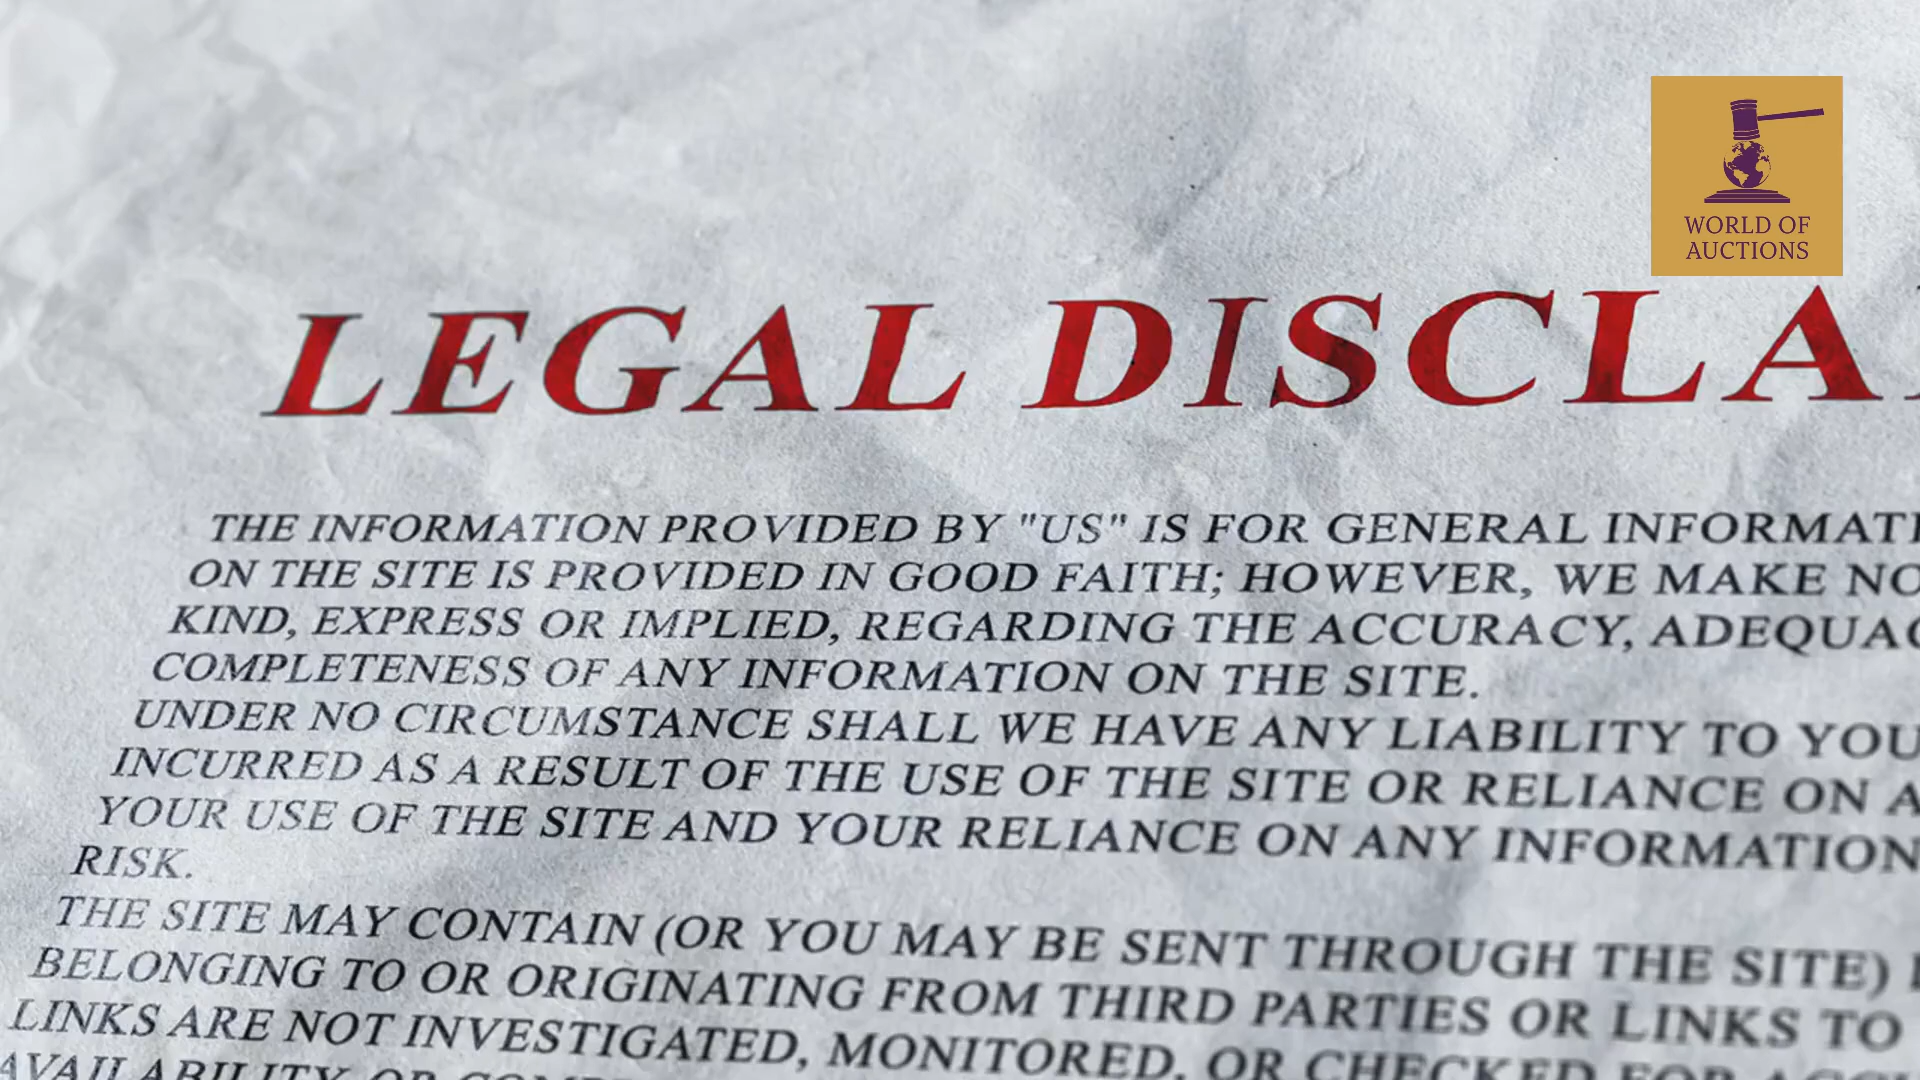 WORLD OF
AUCTIONS
LEGAL DISCLA
THE INFORMATION PROVIDED BY "US" IS FOR GENERAL INFORMATI
ON THE SITE IS PROVIDED IN GOOD FAITH; HOWEVER, WE MAKE NO
KIND, EXPRESS OR IMPLIED, REGARDING THE ACCURACY, ADEQUAC
COMPLETENESS OF ANY INFORMATION ON THE SITE.
UNDER NO CIRCUMSTANCE SHALL WE HAVE ANY LIABILITY TO YOU
INCURRED AS A RESULT OF THE USE OF THE SITE OR RELIANCE ON A
YOUR USE OF THE SITE AND YOUR RELIANCE ON ANY INFORMATION
RISK.
THE SITE MAY CONTAIN (OR YOU MAY BE SENT THROUGH THE SITE)
BELONGING TO OR ORIGINATING FROM THIRD PARTIES OR LINKS TO
LINKS ARE NOT INVESTIGATED, MONITORED, OR CHECKED FOR
AVAILABILITY, OR